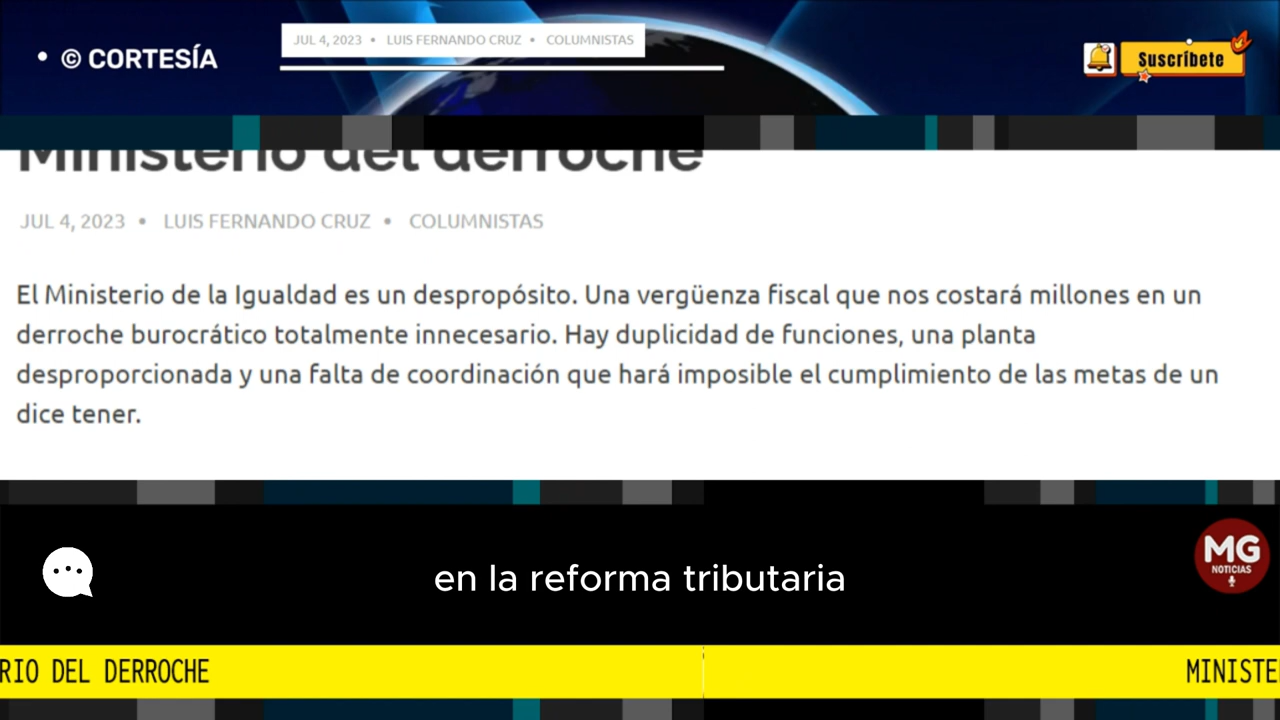 © CORTESÍA
JUL 4, 2023 • LUIS FERNANDO CRUZ • COLUMNISTAS
Suscríbete
Ministerio del derroche
JUL 4, 2023 • LUIS FERNANDO CRUZ • COLUMNISTAS
El Ministerio de la Igualdad es un despropósito. Una vergüenza fiscal que nos costará millones en un
derroche burocrático totalmente innecesario. Hay duplicidad de funciones, una planta
desproporcionada y una falta de coordinación que hará imposible el cumplimiento de las metas de un
dice tener.
en la reforma tributaria
MG
NOTICIAS
RIO DEL DERROCHE
MINISTE